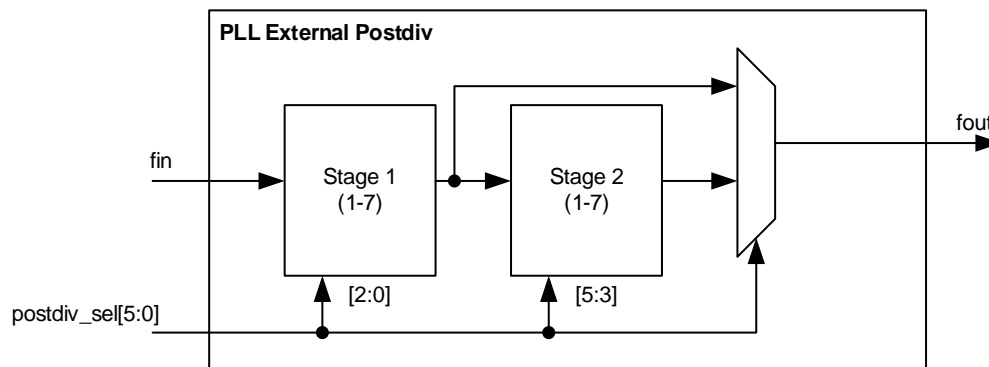 PLL External Postdiv
fout
fin
Stage 1
(1-7)
Stage 2
(1-7)
[2:0]
[5:3]
postdiv_sel[5:0]